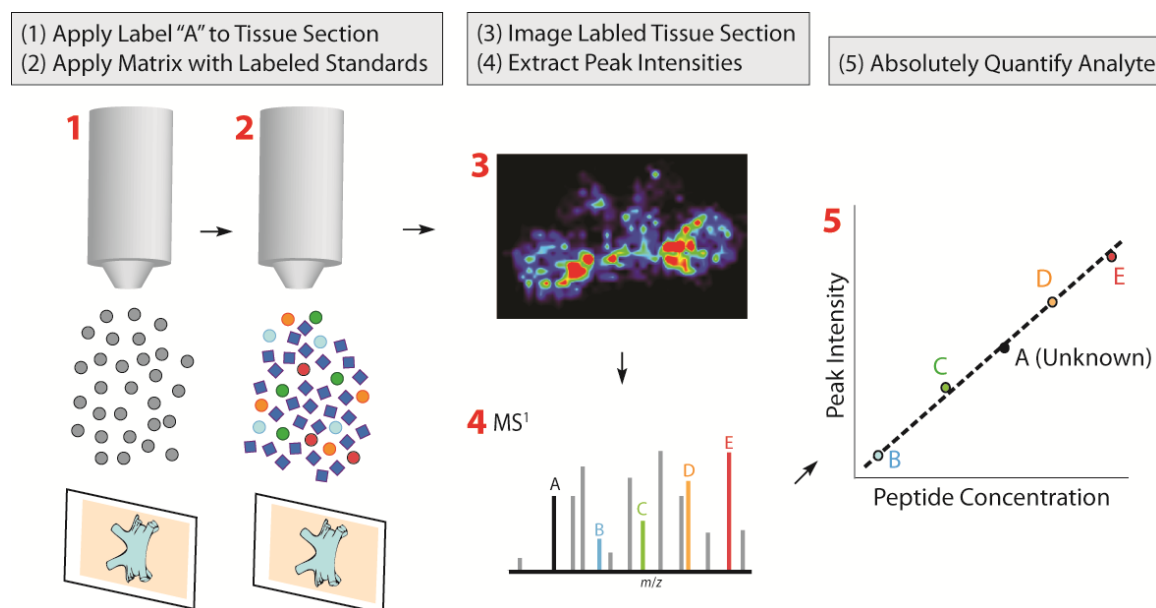 (1) Apply Label “A” to Tissue Section
(2) Apply Matrix with Labeled Standards
(3) Image Labled Tissue Section
(4) Extract Peak Intensities
(5) Absolutely Quantify Analyte
1
2
3
4 MS¹
A
B
C
D
E
m/z
5
Peak Intensity
B
C
A (Unknown)
D
E
Peptide Concentration